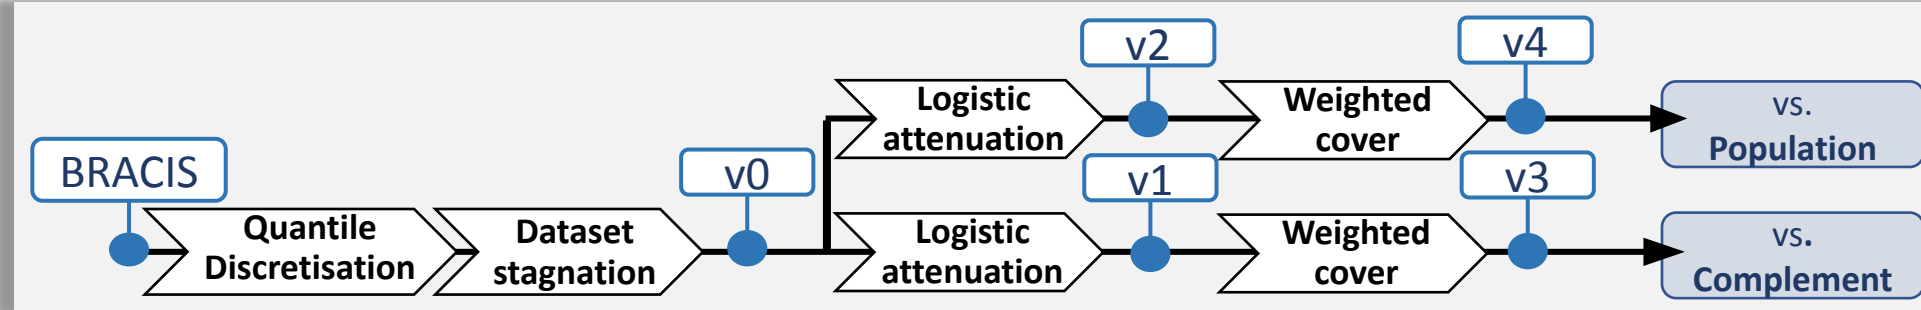 v2
v4
Logistic
attenuation
Weighted
cover
vs.
Population
BRACIS
v0
v1
v3
Quantile
Discretisation
Dataset
stagnation
Logistic
attenuation
Weighted
cover
vs.
Complement